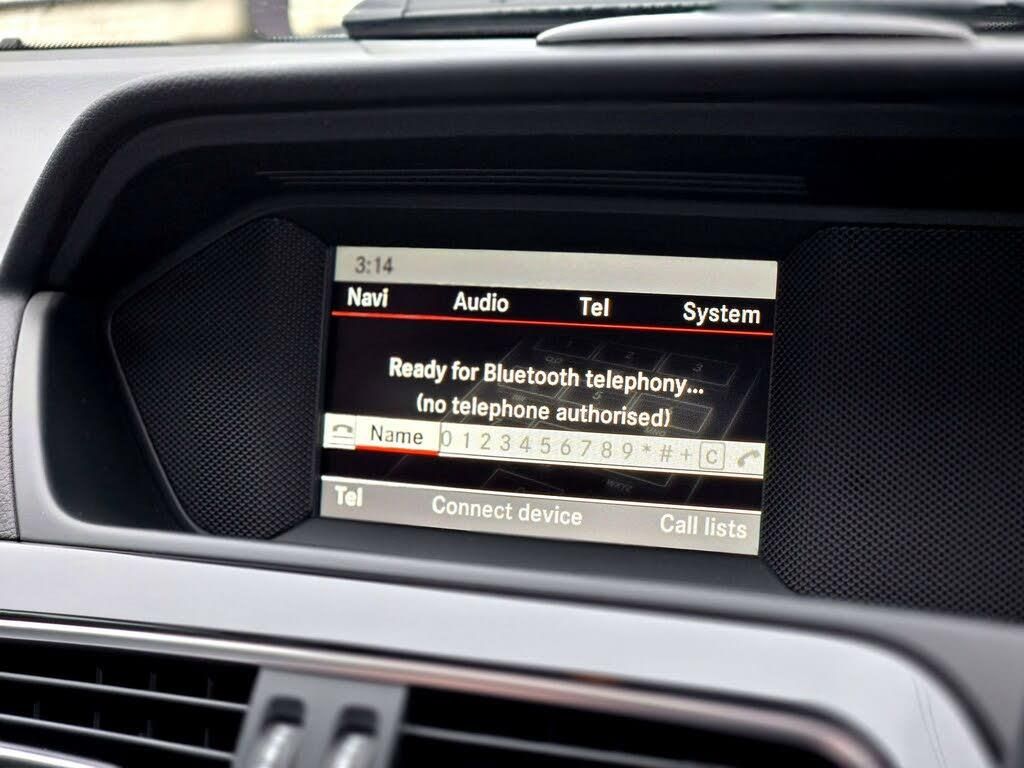 3:14
Navi Audio Tel System
Ready for Bluetooth telephony...
(no telephone authorised)
Name 0 1 2 3 4 5 6 7 8 9 * # + C
Tel Connect device Call lists